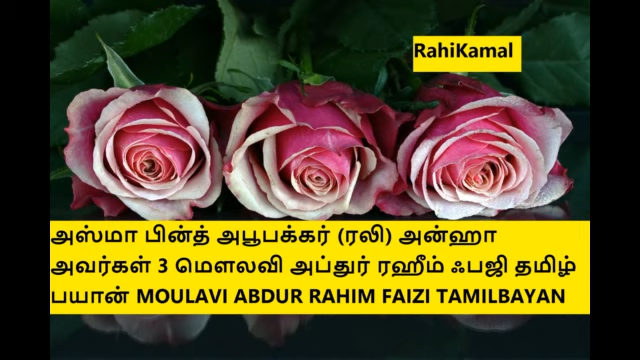 RahiKamal
அஸ்மா பின்த் அபூபக்கர் (ரலி) அன்ஹா
அவர்கள் 3 மௌலவி அப்துர் ரஹீம் ஃபஜி தமிழ்
பயான் MOULAVI ABDUR RAHIM FAIZI TAMILBAYAN